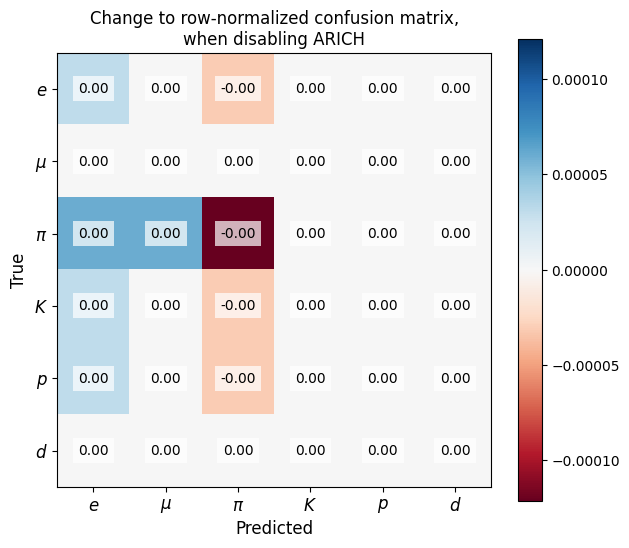 Change to row-normalized confusion matrix,
when disabling ARICH
e 0.00 0.00 -0.00 0.00 0.00 0.00
μ 0.00 0.00 0.00 0.00 0.00 0.00
π 0.00 0.00 -0.00 0.00 0.00 0.00
K 0.00 0.00 -0.00 0.00 0.00 0.00
p 0.00 0.00 -0.00 0.00 0.00 0.00
d 0.00 0.00 0.00 0.00 0.00 0.00
e μ π K p d
True
Predicted
0.00010
0.00005
0.00000
−0.00005
−0.00010